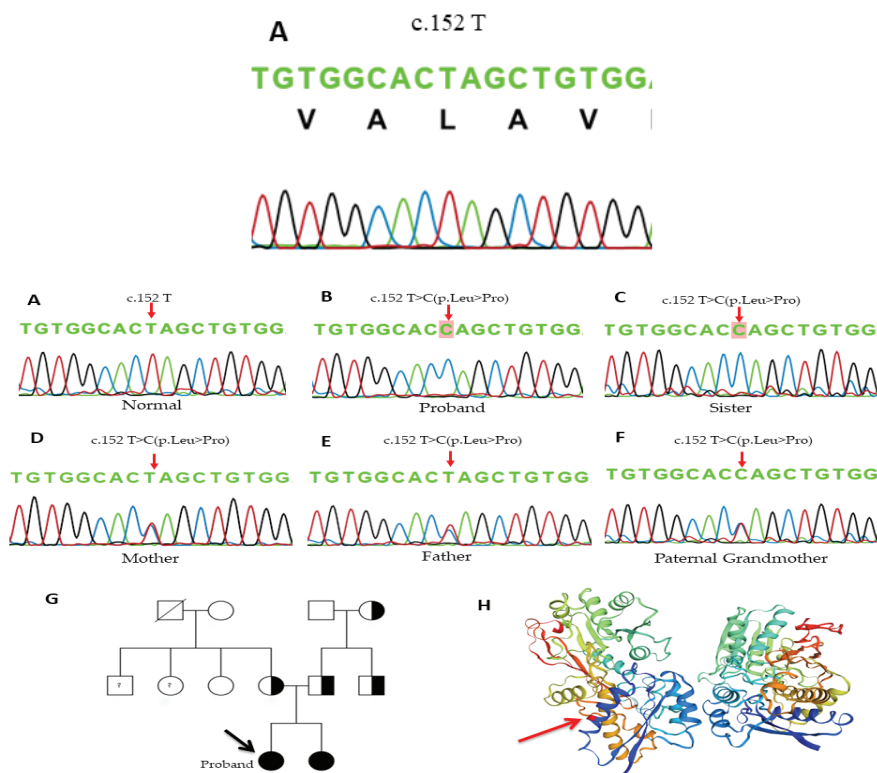 A
c.152 T
TGTGGCACTAGCTGTGG
V A L A V
A
c.152 T
TGTGGCACTAGCTGTGG
Normal
B
c.152 T>C(p.Leu>Pro)
TGTGGCACCAGCTGTGG
Proband
C
c.152 T>C(p.Leu>Pro)
TGTGGCACCAGCTGTGG
Sister
D
c.152 T>C(p.Leu>Pro)
TGTGGCACTAGCTGTGG
Mother
E
c.152 T>C(p.Leu>Pro)
TGTGGCACTAGCTGTGG
Father
F
c.152 T>C(p.Leu>Pro)
TGTGGCACCAGCTGTGG
Paternal Grandmother
G
? ?
Proband
H